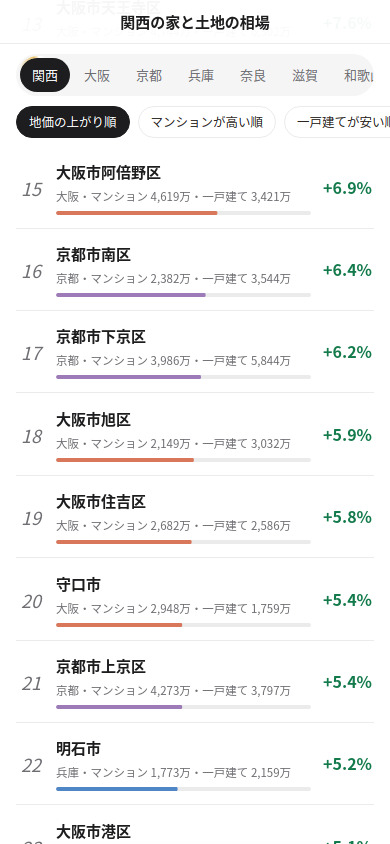 関西の家と土地の相場
関西 大阪 京都 兵庫 奈良 滋賀
地価の上がり順 マンションが高い順 一戸建てが安い
15 大阪市阿倍野区 +6.9%
大阪・マンション 4,619万・一戸建て 3,421万
16 京都市南区 +6.4%
京都・マンション 2,382万・一戸建て 3,544万
17 京都市下京区 +6.2%
京都・マンション 3,986万・一戸建て 5,844万
18 大阪市旭区 +5.9%
大阪・マンション 2,149万・一戸建て 3,032万
19 大阪市住吉区 +5.8%
大阪・マンション 2,682万・一戸建て 2,586万
20 守口市 +5.4%
大阪・マンション 2,948万・一戸建て 1,759万
21 京都市上京区 +5.4%
京都・マンション 4,273万・一戸建て 3,797万
22 明石市 +5.2%
兵庫・マンション 1,773万・一戸建て 2,159万
大阪市港区